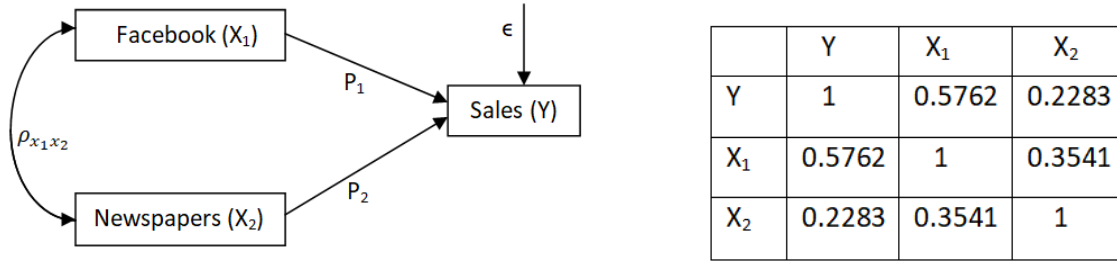 Facebook (X₁)
ϵ
P₁
Sales (Y)
ρₓ₁ₓ₂
P₂
Newspapers (X₂)
Y X₁ X₂
Y 1 0.5762 0.2283
X₁ 0.5762 1 0.3541
X₂ 0.2283 0.3541 1